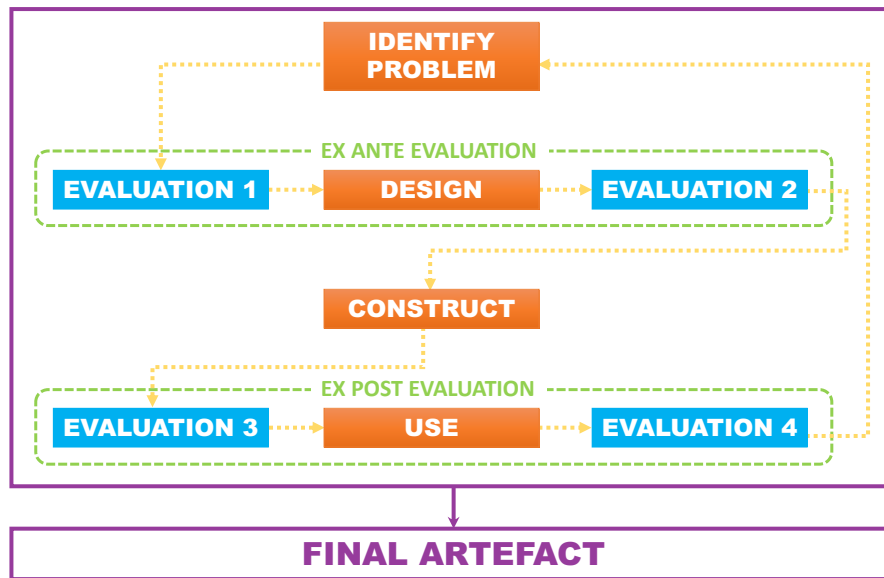 IDENTIFY
PROBLEM
EX ANTE EVALUATION
EVALUATION 1
DESIGN
EVALUATION 2
CONSTRUCT
EX POST EVALUATION
EVALUATION 3
USE
EVALUATION 4
FINAL ARTEFACT